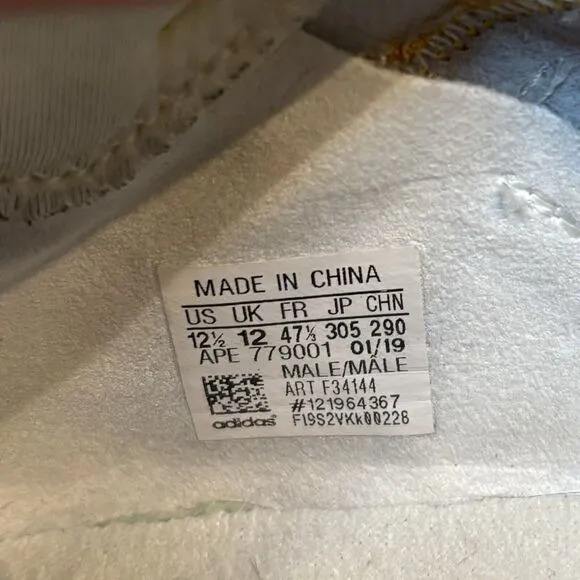 MADE IN CHINA
US UK FR JP CHN
12½ 12 47⅓ 305 290
APE 779001 01/19
MALE/MÂLE
ART F34144
#121964367
adidas F19S2VKk00228